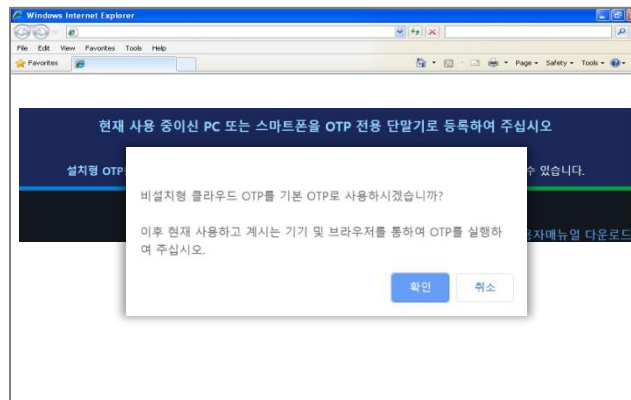 Windows Internet Explorer
File Edit View Favorites Tools Help
Favorites
Page Safety Tools
현재 사용 중이신 PC 또는 스마트폰을 OTP 전용 단말기로 등록하여 주십시오
설치형 OTP
수 있습니다.
비설치형 클라우드 OTP를 기본 OTP로 사용하시겠습니까?
이후 현재 사용하고 계시는 기기 및 브라우저를 통하여 OTP를 실행하
여 주십시오.
용자매뉴얼 다운로드
확인 취소